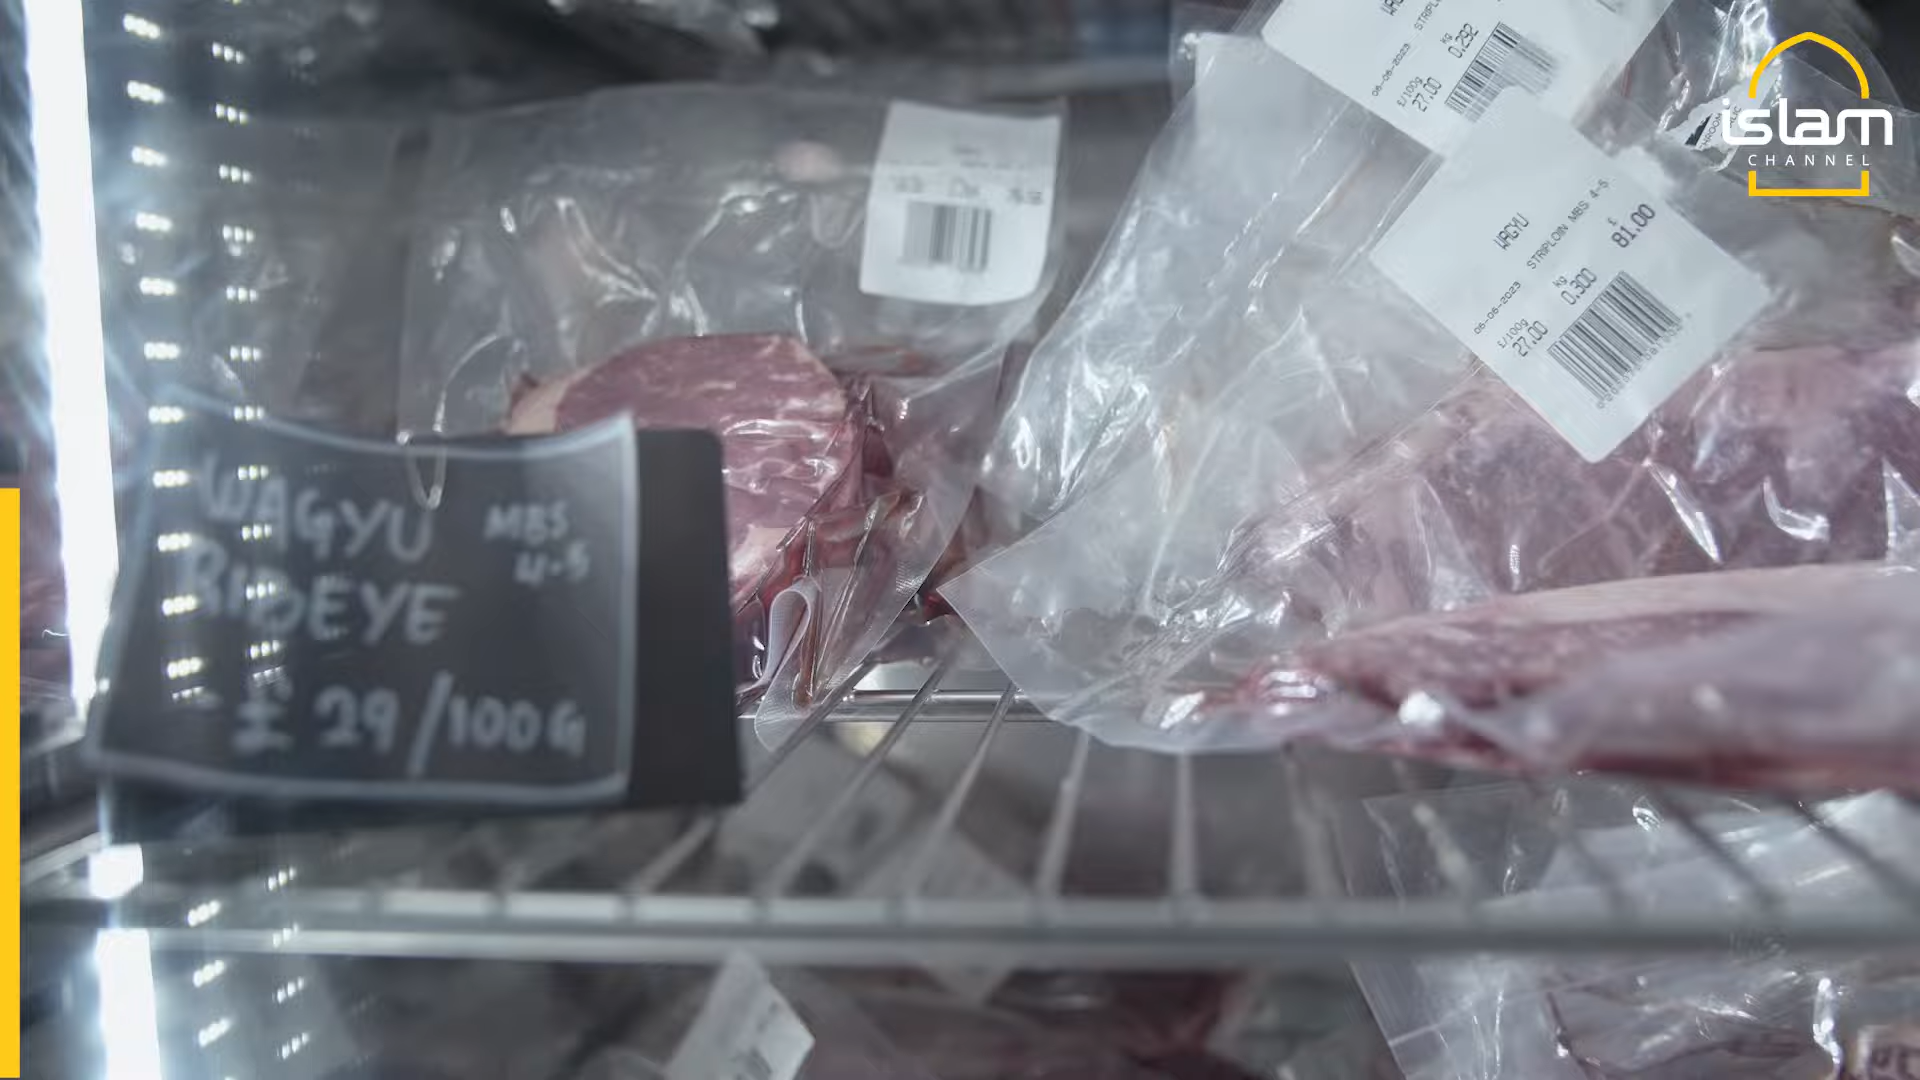 WAGYU
RIBEYE
MBS
4-5
£ 29/100G
STRIPLOIN
06-06-2023
kg
0.292
£/100g
27.00
WAGYU
STRIPLOIN MBS 4-5
06-06-2023
kg
0.300
£
81.00
£/100g
27.00
islam
CHANNEL